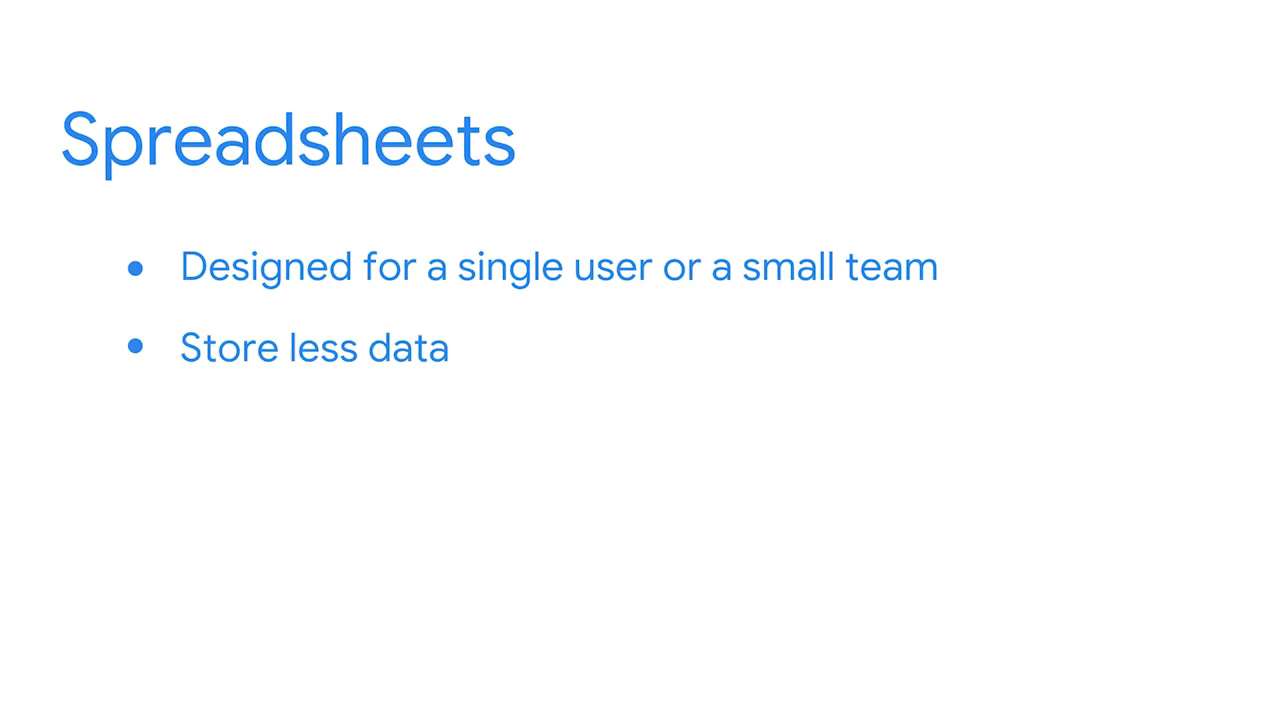 Spreadsheets
• Designed for a single user or a small team
• Store less data